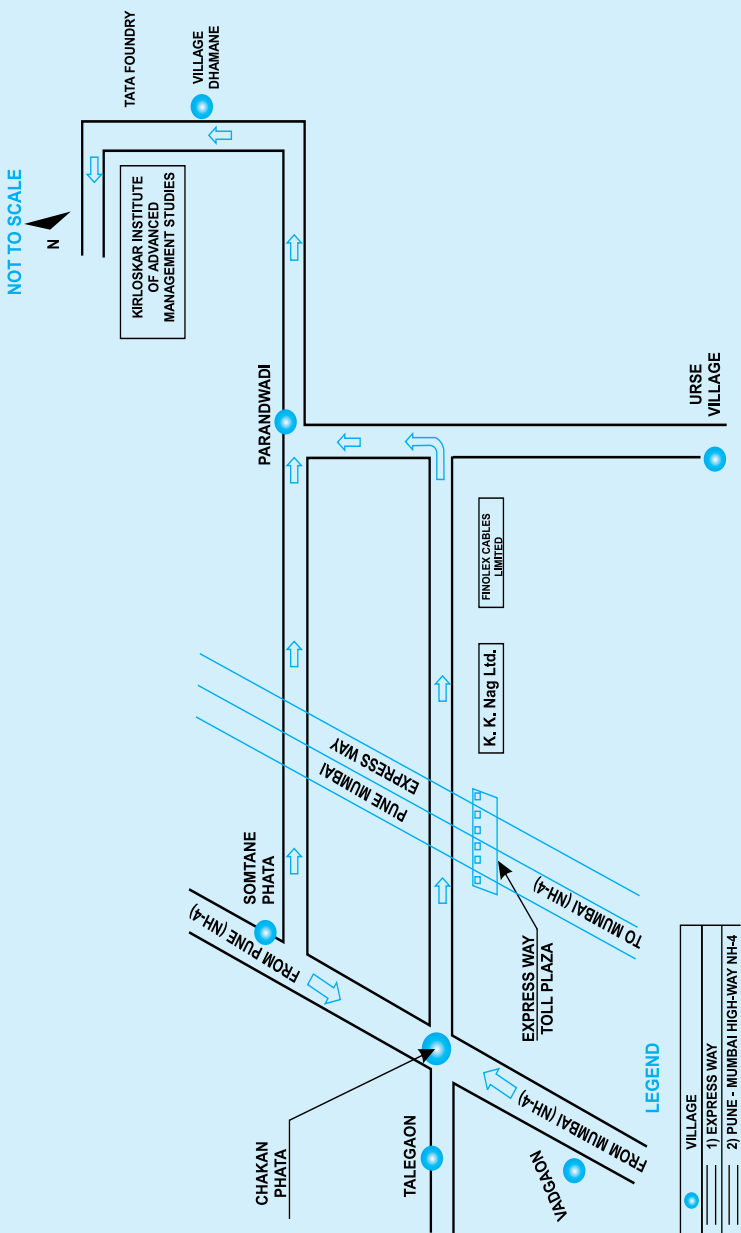 NOT TO SCALE
N
TATA FOUNDRY
VILLAGE
DHAMANE
KIRLOSKAR INSTITUTE
OF ADVANCED
MANAGEMENT STUDIES
PARANDWADI
URSE
VILLAGE
FINOLEX CABLES
LIMITED
K. K. Nag Ltd.
PUNE MUMBAI
EXPRESS WAY
SOMTANE
PHATA
FROM PUNE (NH-4)
TO MUMBAI (NH-4)
EXPRESS WAY
TOLL PLAZA
CHAKAN
PHATA
TALEGAON
VADGAON
FROM MUMBAI (NH-4)
LEGEND
VILLAGE
1) EXPRESS WAY
2) PUNE - MUMBAI HIGH-WAY NH-4